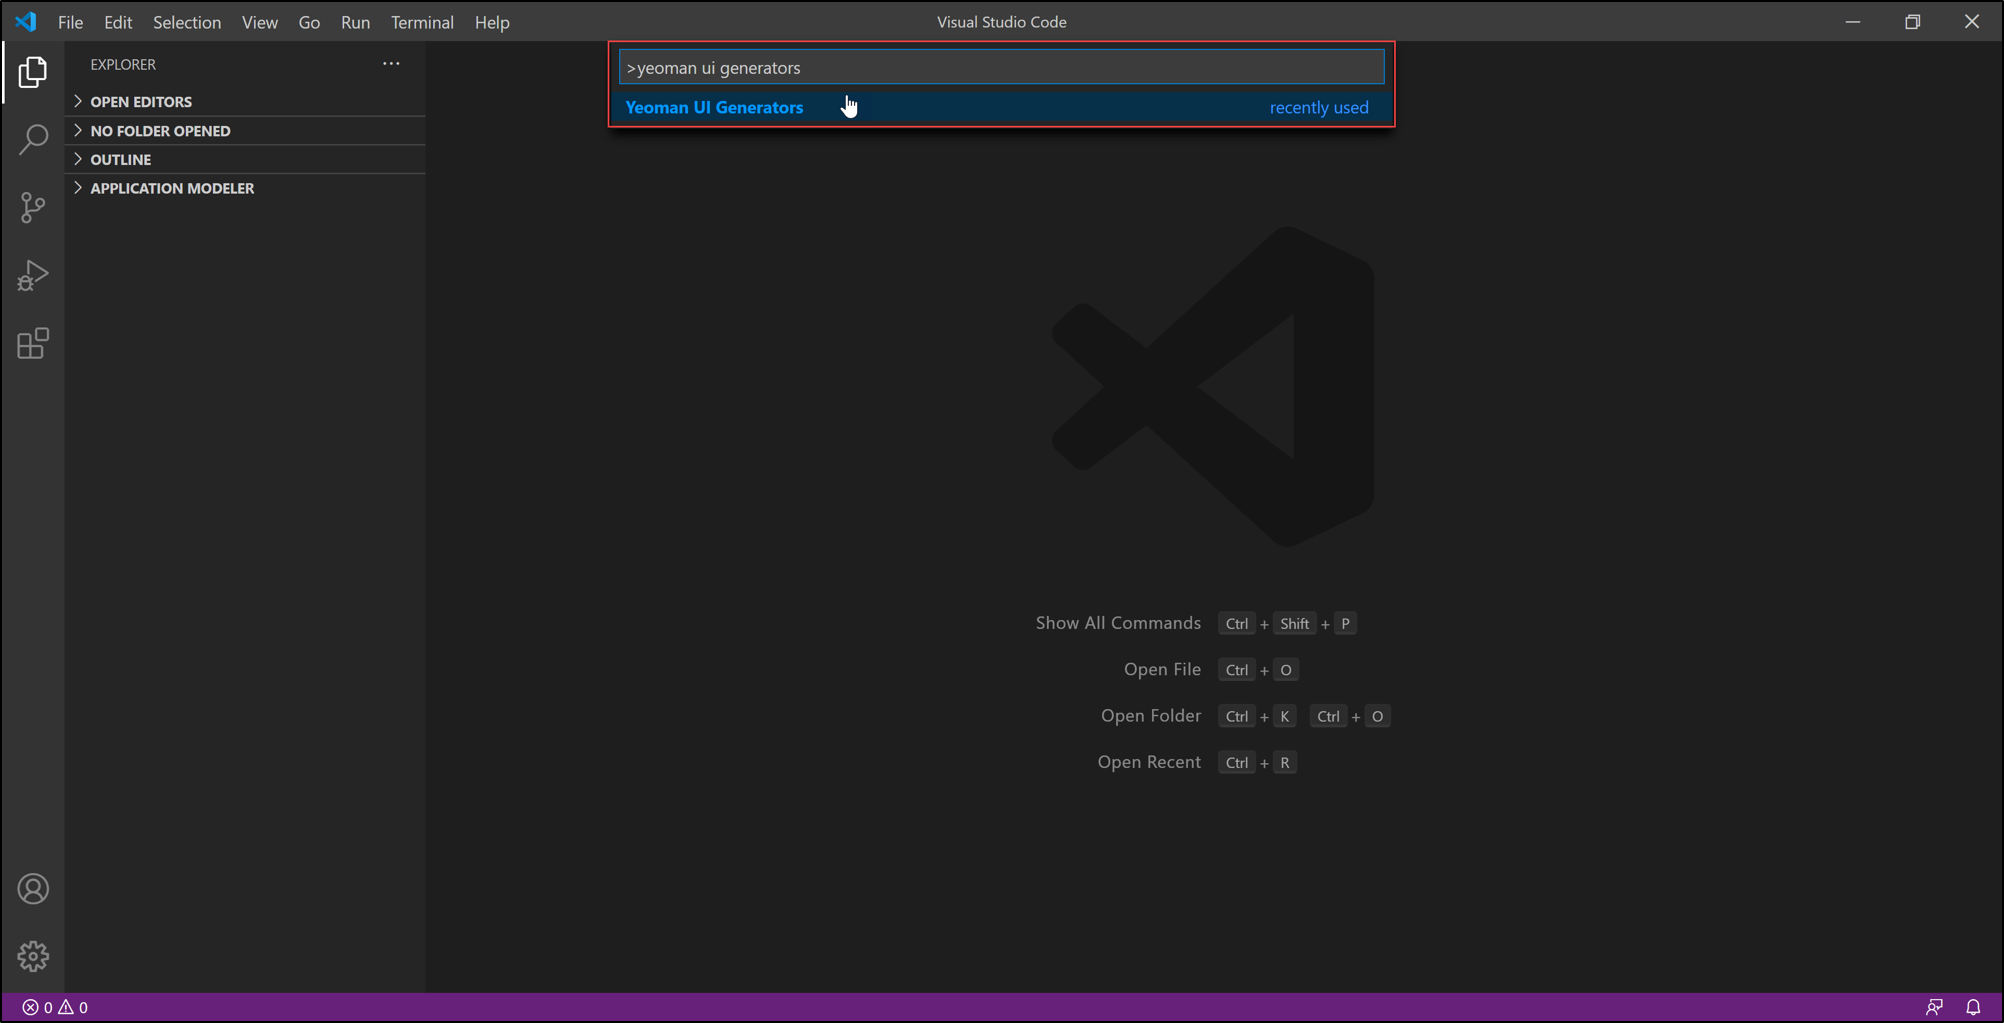 File Edit Selection View Go Run Terminal Help
Visual Studio Code
EXPLORER
>yeoman ui generators
Yeoman UI Generators recently used
OPEN EDITORS
NO FOLDER OPENED
OUTLINE
APPLICATION MODELER
Show All Commands Ctrl + Shift + P
Open File Ctrl + O
Open Folder Ctrl + K Ctrl + O
Open Recent Ctrl + R
0 0